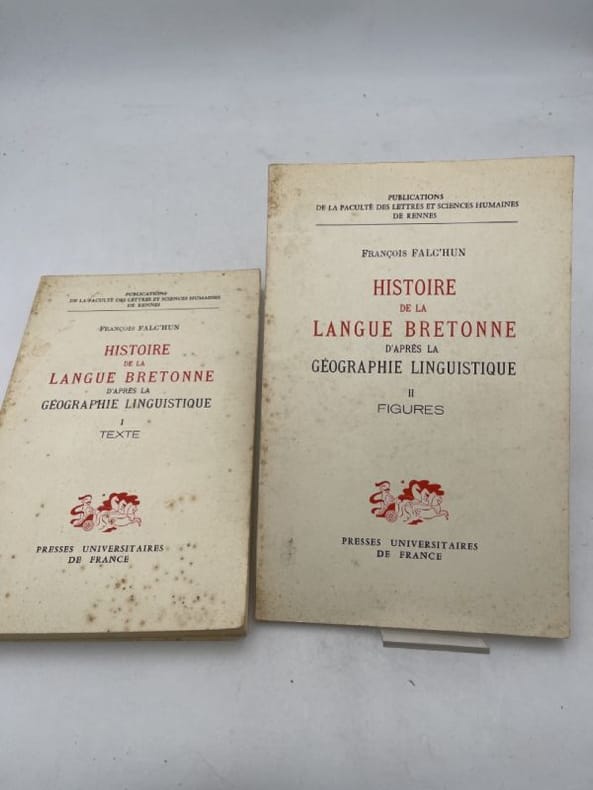 PUBLICATIONS
DE LA FACULTÉ DES LETTRES ET SCIENCES HUMAINES
DE RENNES
FRANÇOIS FALC'HUN
HISTOIRE
DE LA
LANGUE BRETONNE
D'APRÈS LA
GÉOGRAPHIE LINGUISTIQUE
I
TEXTE
PRESSES UNIVERSITAIRES
DE FRANCE
PUBLICATIONS
DE LA FACULTÉ DES LETTRES ET SCIENCES HUMAINES
DE RENNES
FRANÇOIS FALC'HUN
HISTOIRE
DE LA
LANGUE BRETONNE
D'APRÈS LA
GÉOGRAPHIE LINGUISTIQUE
II
FIGURES
PRESSES UNIVERSITAIRES
DE FRANCE